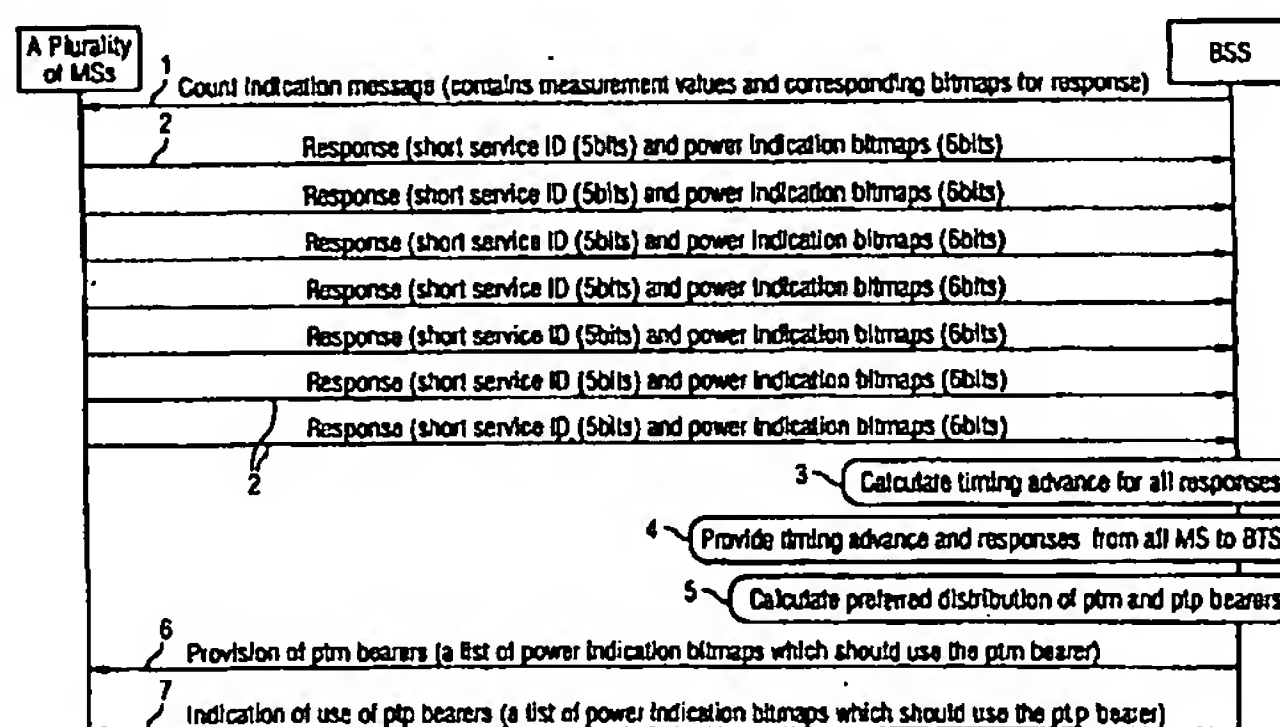 A Plurality
of MSs
BSS
1
Count indication message (contains measurement values and corresponding bitmaps for response)
2
Response (short service ID (5bits) and power indication bitmaps (6bits)
Response (short service ID (5bits) and power indication bitmaps (6bits)
Response (short service ID (5bits) and power indication bitmaps (6bits)
Response (short service ID (5bits) and power indication bitmaps (6bits)
Response (short service ID (5bits) and power indication bitmaps (6bits)
Response (short service ID (5bits) and power indication bitmaps (6bits)
Response (short service ID (5bits) and power indication bitmaps (6bits)
2
3
Calculate timing advance for all responses
4
Provide timing advance and responses from all MS to BTS
5
Calculate preferred distribution of ptm and ptp bearers
6
Provision of ptm bearers (a list of power indication bitmaps which should use the ptm bearer)
7
Indication of use of ptp bearers (a list of power indication bitmaps which should use the ptp bearer)